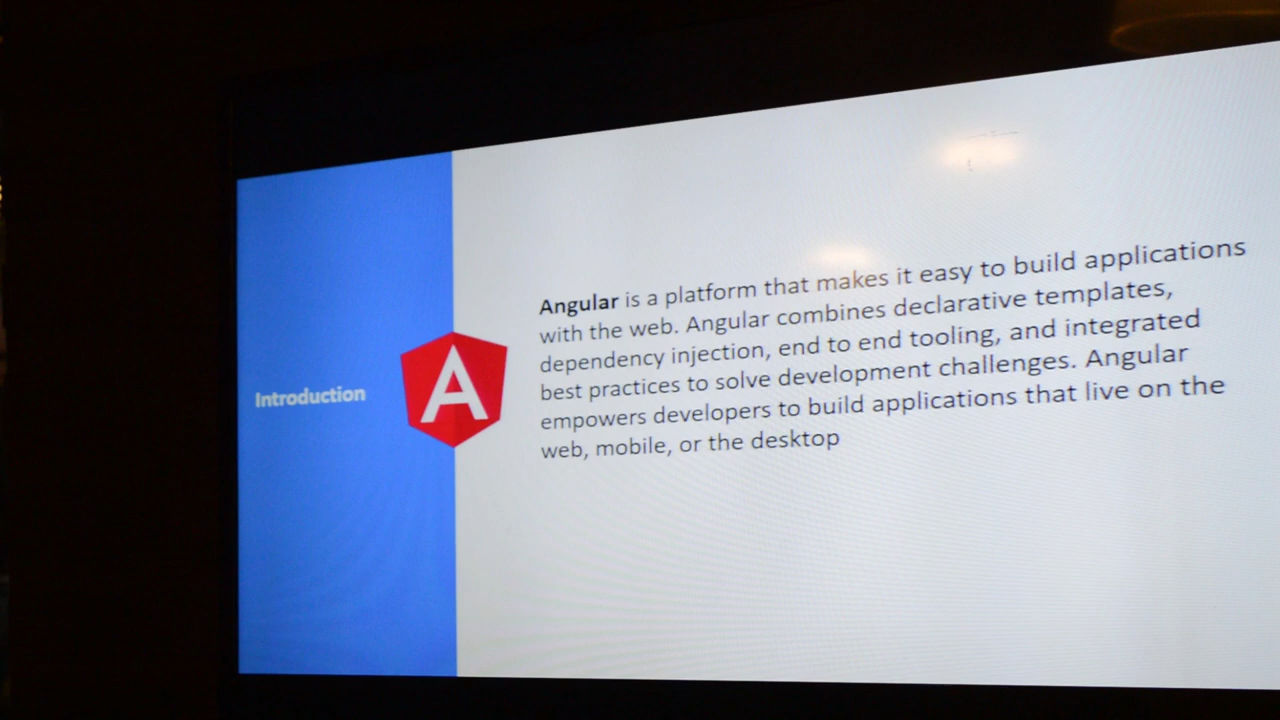 Introduction
Angular is a platform that makes it easy to build applications
with the web. Angular combines declarative templates,
dependency injection, end to end tooling, and integrated
best practices to solve development challenges. Angular
empowers developers to build applications that live on the
web, mobile, or the desktop